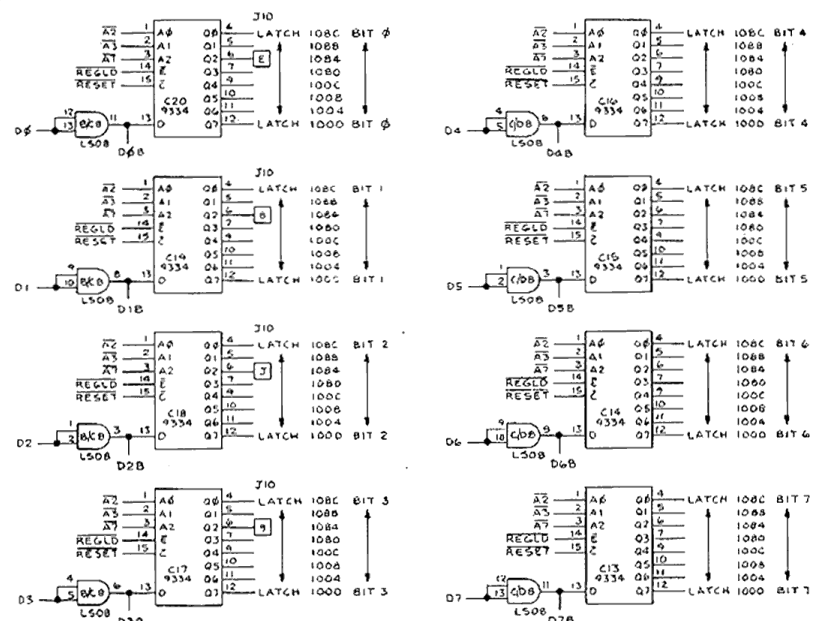 J10
A2 1 A0 Q0 4 LATCH 108C BIT 0
A3 2 A1 Q1 5 1088
A7 3 A2 Q2 6 E 1084
REGLD 14 E Q3 7 1080
RESET 15 C Q4 9 100C
Q5 10 1008
C20 Q6 11 1004
9334
D0 12 13 B/CB 11 13 D Q7 12 LATCH 1000 BIT 0
LS08
D0B
A2 1 A0 Q0 4 LATCH 108C BIT 4
A3 2 A1 Q1 5 1088
A7 3 A2 Q2 6 1084
REGLD 14 E Q3 7 1080
RESET 15 C Q4 9 100C
Q5 10 1008
C16 Q6 11 1004
9334
D4 4 5 C/DB 6 13 D Q7 12 LATCH 1000 BIT 4
LS08
D4B
J10
A2 1 A0 Q0 4 LATCH 108C BIT 1
A3 2 A1 Q1 5 1088
A7 3 A2 Q2 6 8 1084
REGLD 14 E Q3 7 1080
RESET 15 C Q4 9 100C
Q5 10 1008
C19 Q6 11 1004
9334
D1 9 10 B/CB 8 13 D Q7 12 LATCH 1000 BIT 1
LS08
D1B
A2 1 A0 Q0 4 LATCH 108C BIT 5
A3 2 A1 Q1 5 1088
A7 3 A2 Q2 6 1084
REGLD 14 E Q3 7 1080
RESET 15 C Q4 9 100C
Q5 10 1008
C15 Q6 11 1004
9334
D5 1 2 C/DB 3 13 D Q7 12 LATCH 1000 BIT 5
LS08
D5B
J10
A2 1 A0 Q0 4 LATCH 108C BIT 2
A3 2 A1 Q1 5 1088
A7 3 A2 Q2 6 J 1084
REGLD 14 E Q3 7 1080
RESET 15 C Q4 9 100C
Q5 10 1008
C18 Q6 11 1004
9334
D2 1 2 B/CB 3 13 D Q7 12 LATCH 1000 BIT 2
LS08
D2B
A2 1 A0 Q0 4 LATCH 108C BIT 6
A3 2 A1 Q1 5 1088
A7 3 A2 Q2 6 1084
REGLD 14 E Q3 7 1080
RESET 15 C Q4 9 100C
Q5 10 1008
C14 Q6 11 1004
9334
D6 9 10 C/DB 13 D Q7 12 LATCH 1000 BIT 6
LS08
D6B
J10
A2 1 A0 Q0 4 LATCH 108C BIT 3
A3 2 A1 Q1 5 1088
A7 3 A2 Q2 6 9 1084
REGLD 14 E Q3 7 1080
RESET 15 C Q4 9 100C
Q5 10 1008
C17 Q6 11 1004
9334
D3 4 5 B/CB 6 13 D Q7 12 LATCH 1000 BIT 3
LS08
A2 1 A0 Q0 4 LATCH 108C BIT 7
A3 2 A1 Q1 5 1088
A7 3 A2 Q2 6 1084
REGLD 14 E Q3 7 1080
RESET 15 C Q4 9 100C
Q5 10 1008
C13 Q6 11 1004
9334
D7 12 13 C/DB 11 13 D Q7 12 LATCH 1000 BIT 7
LS08
D7B